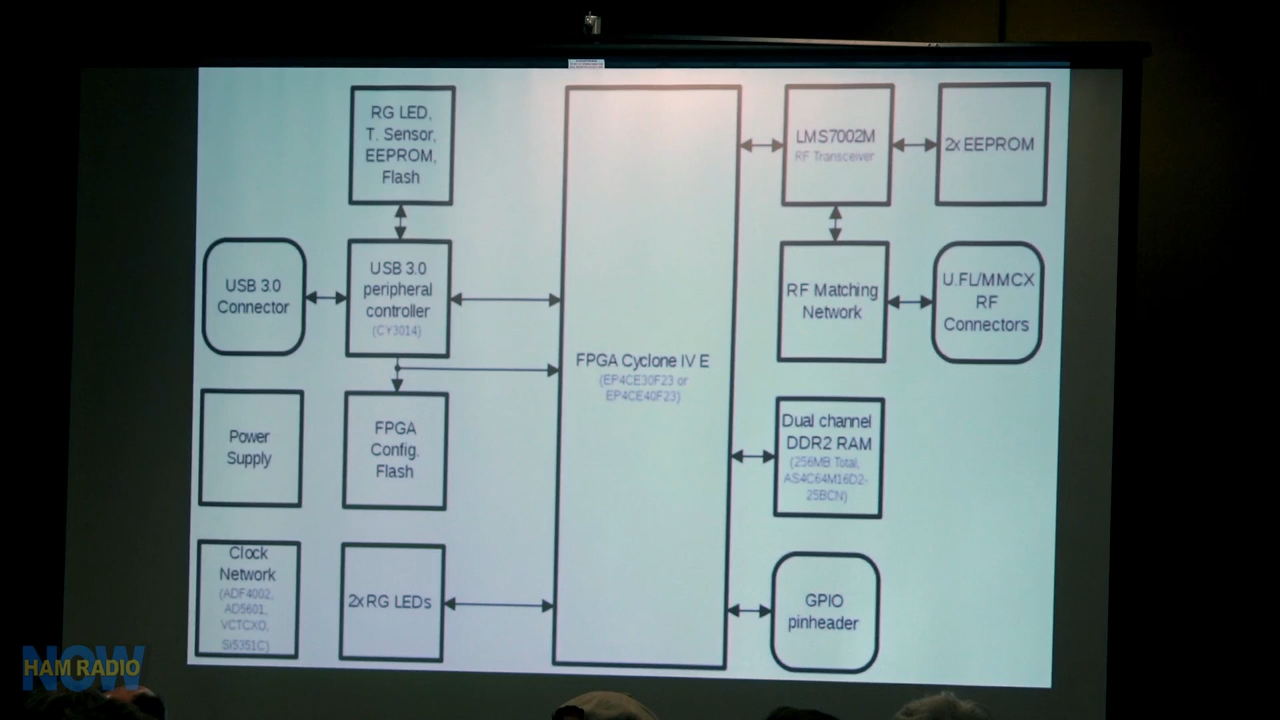 RG LED,
T. Sensor,
EEPROM,
Flash
LMS7002M
RF Transceiver
2x EEPROM
USB 3.0
Connector
USB 3.0
peripheral
controller
(CY3014)
RF Matching
Network
U.FL/MMCX
RF
Connectors
FPGA Cyclone IV E
(EP4CE30F23 or
EP4CE40F23)
Power
Supply
FPGA
Config.
Flash
Dual channel
DDR2 RAM
(256MB Total,
AS4C64M16D2-
25BCN)
Clock
Network
(ADF4002,
AD5601,
VCTCXO,
Si5351C)
2xRG LEDs
GPIO
pinheader
NOW
HAM RADIO